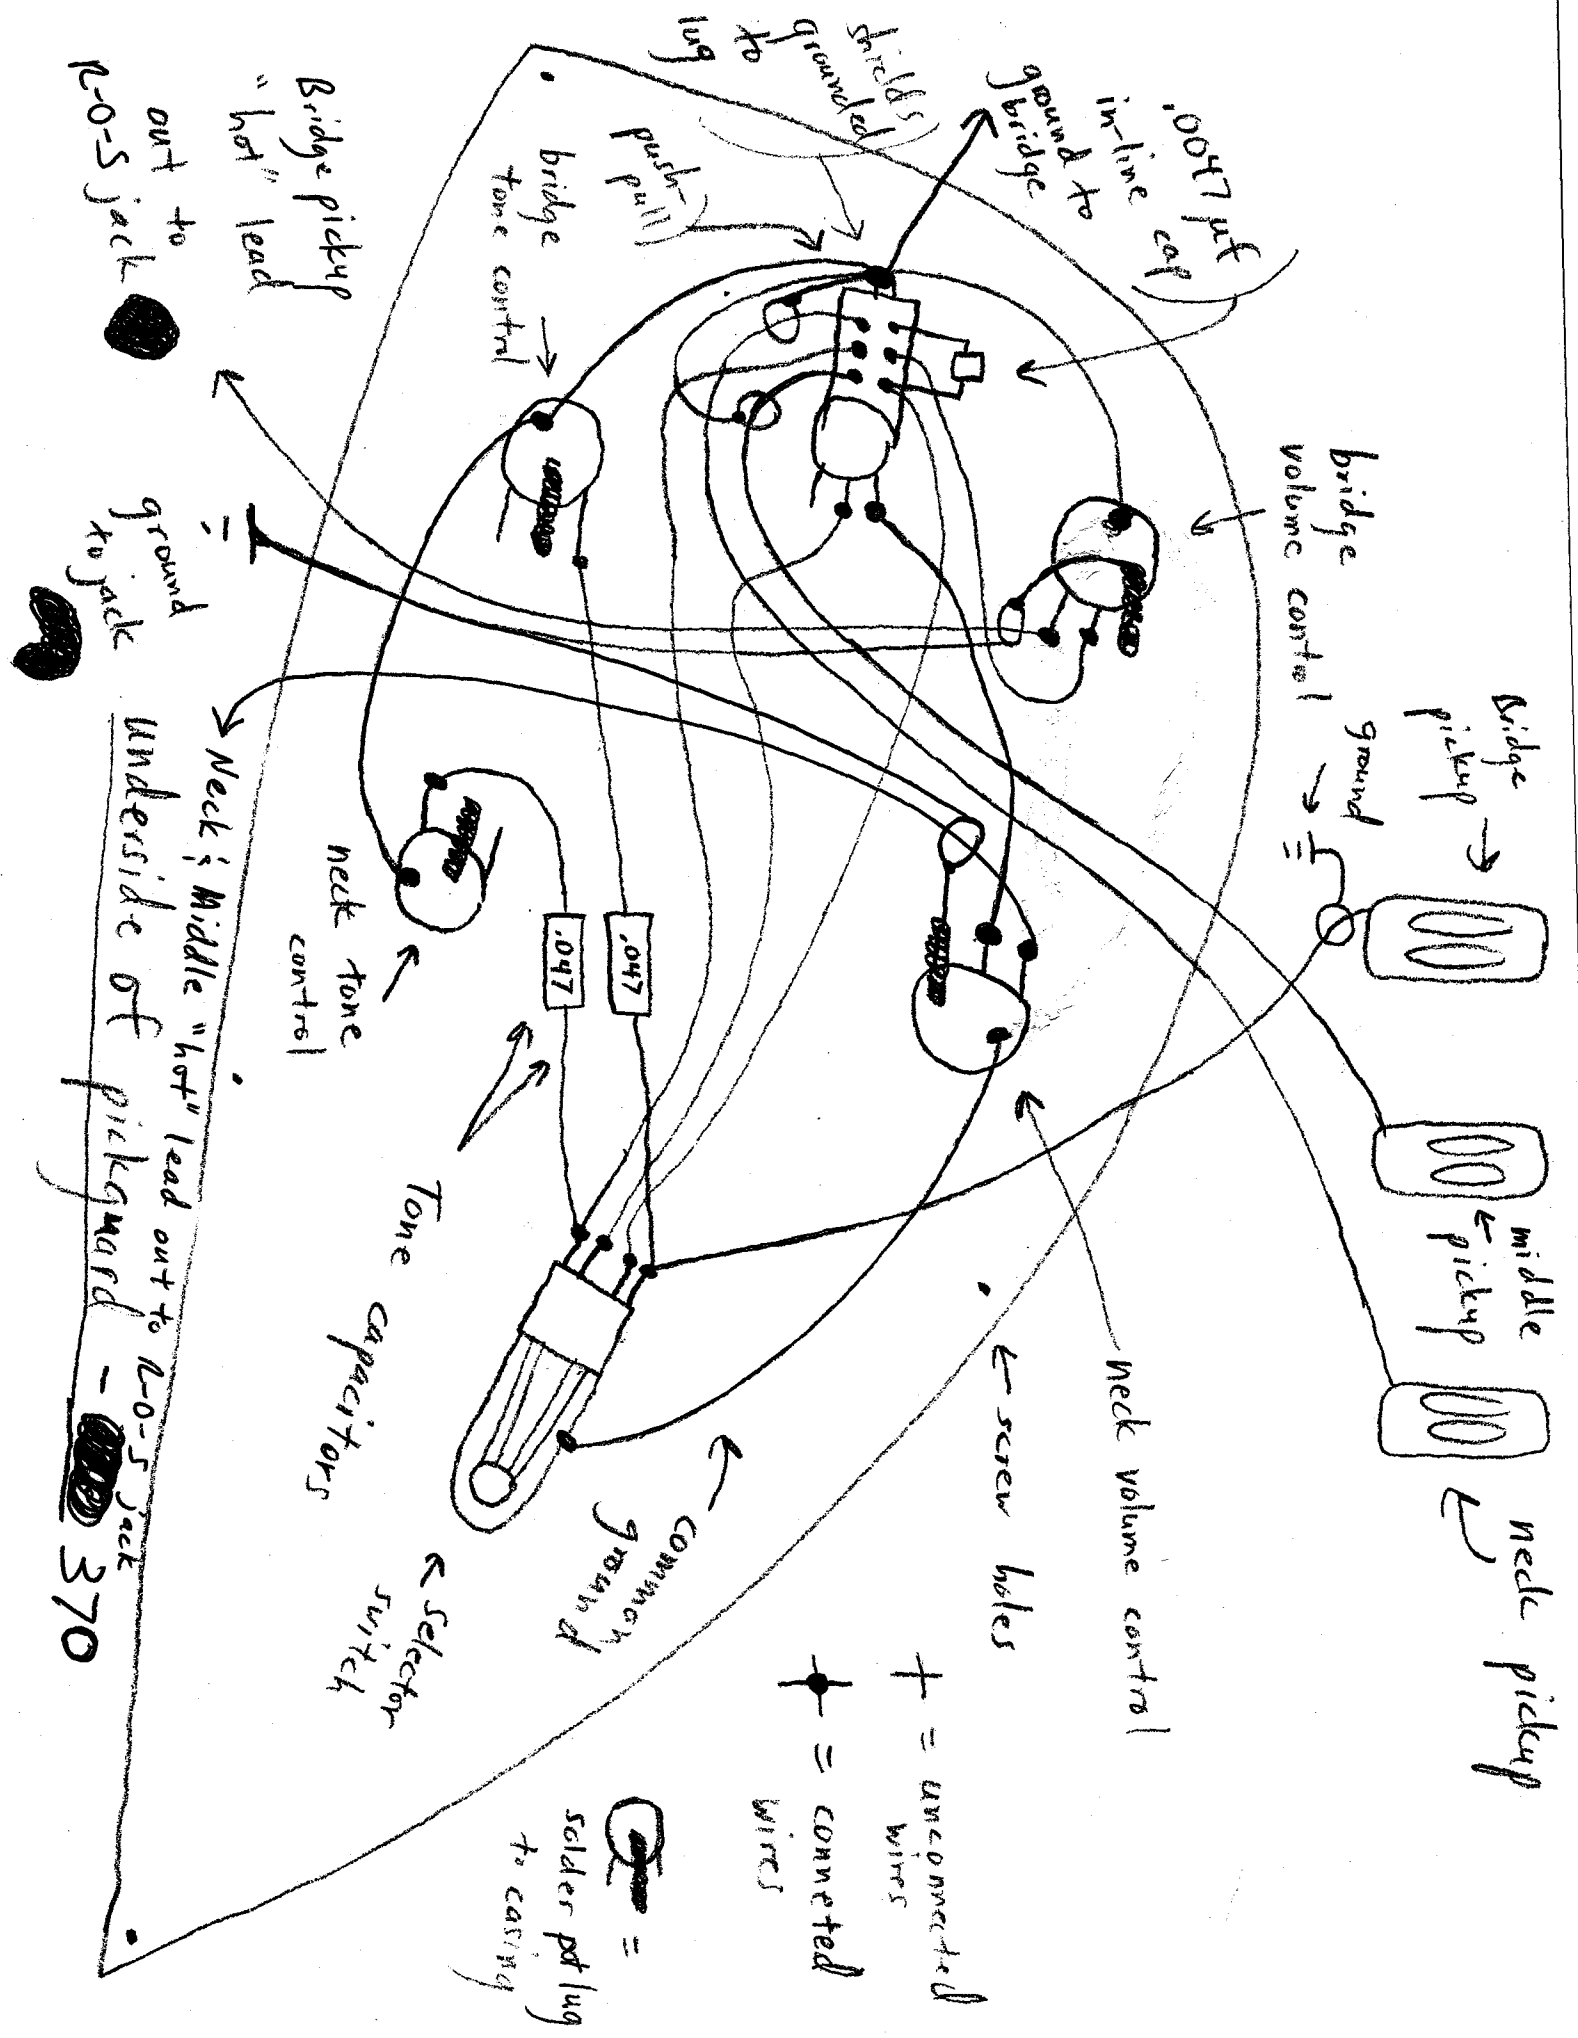 .0047 µf
in-line cap
ground to
bridge
shields
grounded
to
lug
push-
pull
bridge
tone control
Bridge pickup
"hot" lead
out to
R-O-S jack
ground
to jack
bridge
volume control
Bridge
pickup
ground
middle
pickup
neck pickup
neck volume control
screw holes
neck tone
control
.047
.047
Tone capacitors
common
ground
selector
switch
Neck & Middle "hot" lead out to R-O-S jack
underside of pickguard - 370
= unconnected
wires
= conneted
wires
=
solder pot lug
to casing